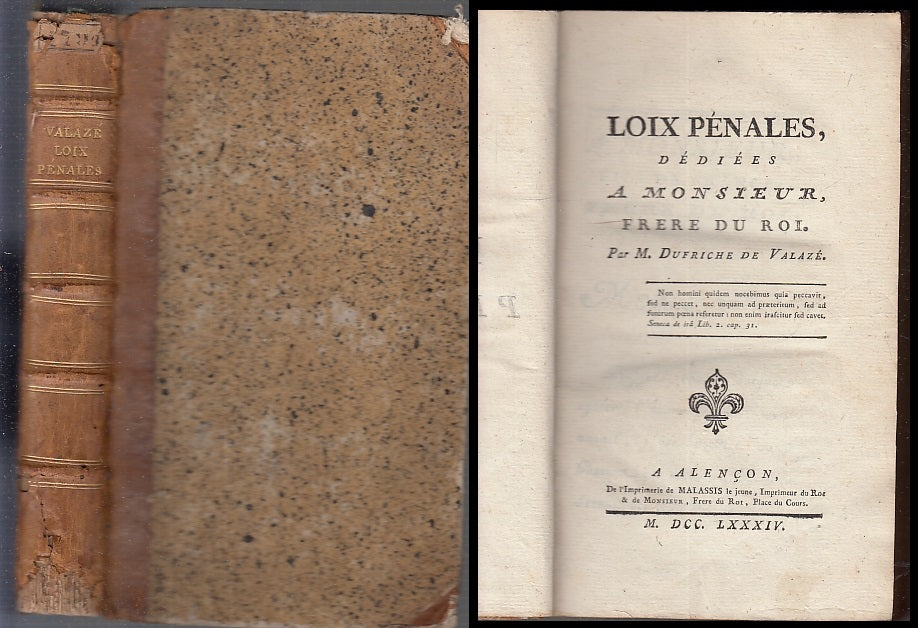 VALAZE
LOIX
PÉNALES
LOIX PÉNALES,
DÉDIÉES
A MONSIEUR,
FRERE DU ROI.
Par M. DUFRICHE DE VALAZÉ.
Non homini quidem nocebimus quia peccavit,
ſed ne peccet, nec unquam ad præteritum, ſed ad
futurum pœna referetur : non enim iraſcitur ſed cavet.
Seneca de irâ Lib. 2. cap. 31.
A ALENÇON,
De l'Imprimerie de MALASSIS le jeune, Imprimeur du ROI
& de MONSIEUR, Frere du ROI, Place du Cours.
M. DCC. LXXXIV.